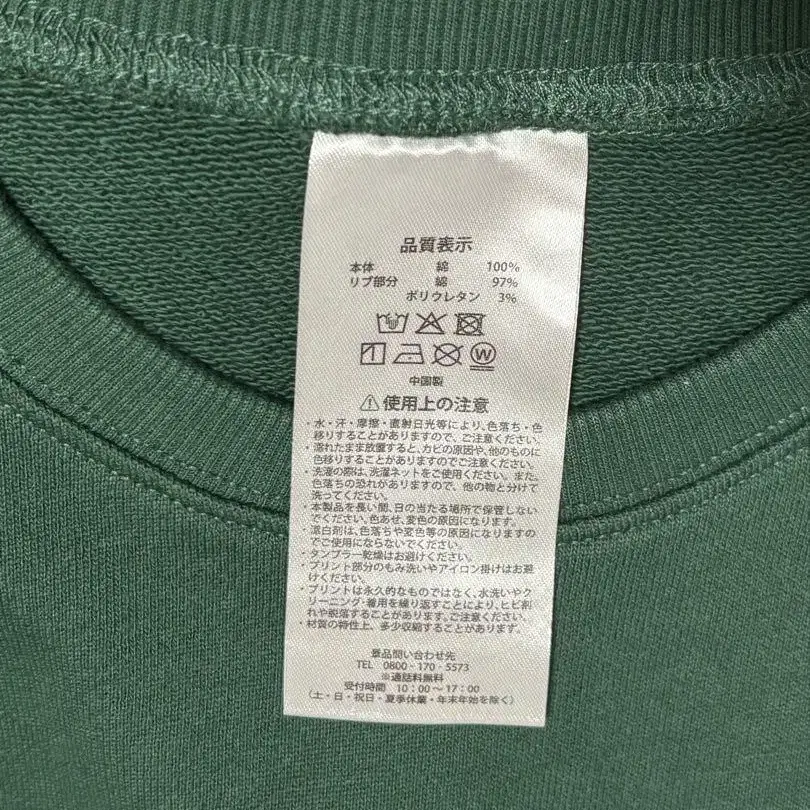 品質表示
本体 綿 100%
リブ部分 綿 97%
ポリウレタン 3%
W
中国製
使用上の注意
・水・汗・摩擦・直射日光等により、色落ち・色
移りすることがありますので、ご注意ください。
・濡れたまま放置すると、カビの原因や、他のものに
色移りすることがありますのでご注意ください。
・洗濯の際は、洗濯ネットをご使用ください。また、
色落ちの恐れがありますので、他の物と分けて
洗ってください。
・本製品を長い間、日の当たる場所で保管しない
でください。色あせ、変色の原因になります。
・漂白剤は、色落ちや変色等の原因になりますの
でご使用にならないでください。
・タンブラー乾燥はお避けください。
・プリント部分のもみ洗いやアイロン掛けはお避
けください。
・プリントは永久的なものではなく、水洗いやク
リーニング・着用を繰り返すことにより、ヒビ割
れや脱落することがあります。ご注意ください。
・材質の特性上、多少収縮することがあります。
景品問い合わせ先
TEL 0800-170-5573
※通話料無料
受付時間 10：00～17：00
（土・日・祝日・夏季休業・年末年始を除く）